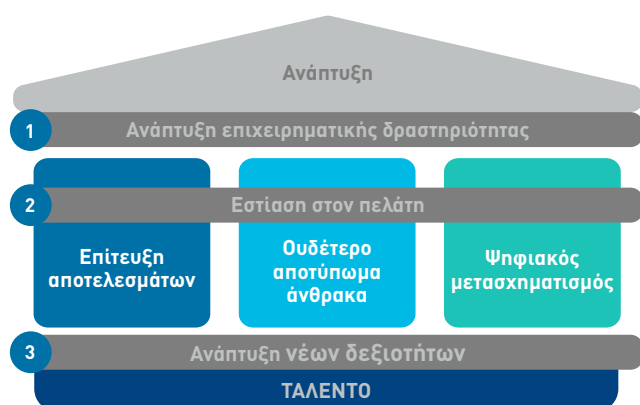 Ανάπτυξη
1
Ανάπτυξη επιχειρηματικής δραστηριότητας
2
Εστίαση στον πελάτη
Επίτευξη
αποτελεσμάτων
Ουδέτερο
αποτύπωμα
άνθρακα
Ψηφιακός
μετασχηματισμός
3
Ανάπτυξη νέων δεξιοτήτων
ΤΑΛΕΝΤΟ